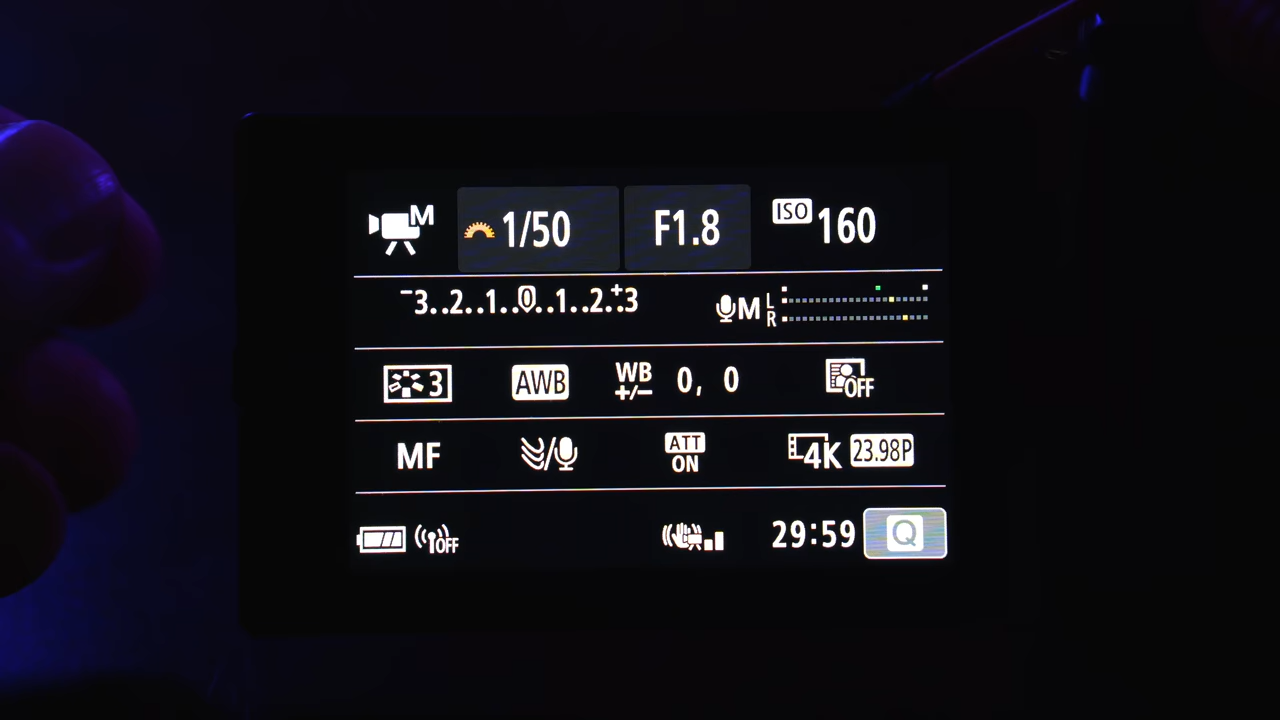 M 1/50 F1.8 ISO 160
-3..2..1..0..1..2..+3 M L R
3 AWB WB +/- 0, 0 OFF
MF / ATT ON 4K 23.98P
OFF 29:59 Q